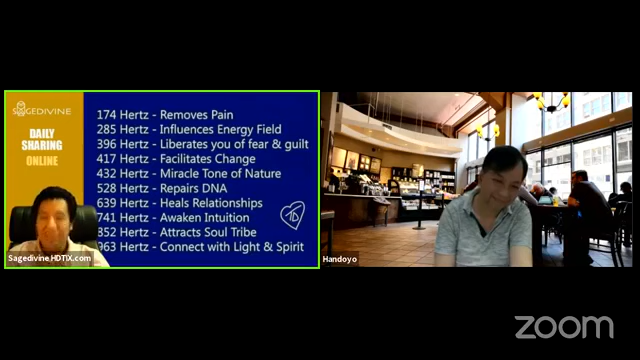 SAGEDIVINE
DAILY
SHARING
ONLINE
174 Hertz - Removes Pain
285 Hertz - Influences Energy Field
396 Hertz - Liberates you of fear & guilt
417 Hertz - Facilitates Change
432 Hertz - Miracle Tone of Nature
528 Hertz - Repairs DNA
639 Hertz - Heals Relationships
741 Hertz - Awaken Intuition
852 Hertz - Attracts Soul Tribe
963 Hertz - Connect with Light & Spirit
Sagedivine HDTIX.com
Handoyo
zoom